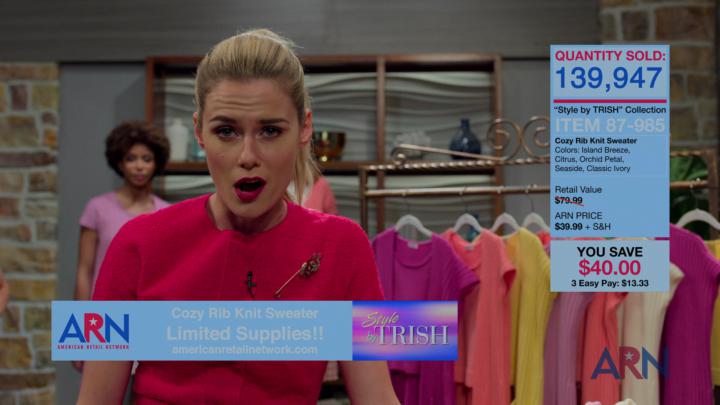 QUANTITY SOLD:
139,947
"Style by TRISH" Collection
ITEM 87-985
Cozy Rib Knit Sweater
Colors: Island Breeze,
Citrus, Orchid Petal,
Seaside, Classic Ivory
Retail Value
$79.99
ARN PRICE
$39.99 + S&H
YOU SAVE
$40.00
3 Easy Pay: $13.33
ARN
AMERICAN RETAIL NETWORK
Cozy Rib Knit Sweater
Limited Supplies!!
americanretailnetwork.com
Style
by TRISH
ARN